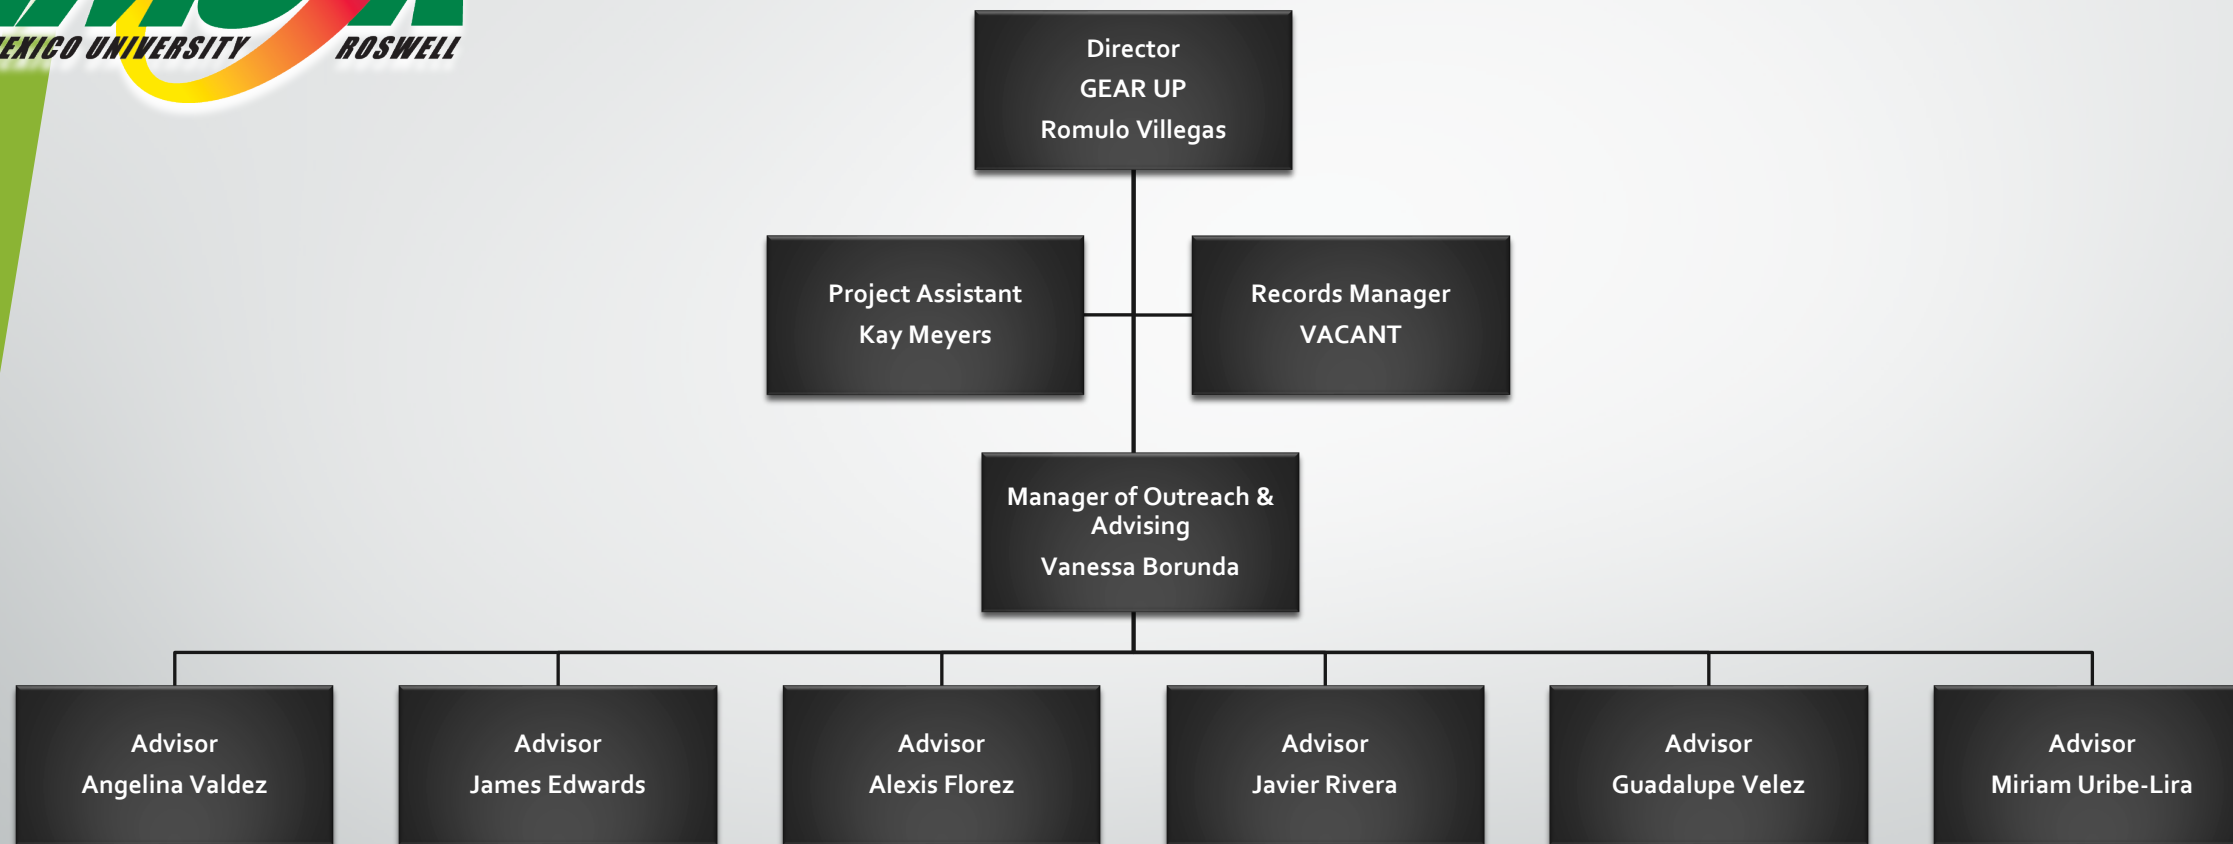 UNIVERSITY ROSWELL
Director
GEAR UP
Romulo Villegas
Project Assistant
Kay Meyers
Records Manager
VACANT
Manager of Outreach &
Advising
Vanessa Borunda
Advisor
Angelina Valdez
Advisor
James Edwards
Advisor
Alexis Florez
Advisor
Javier Rivera
Advisor
Guadalupe Velez
Advisor
Miriam Uribe-Lira